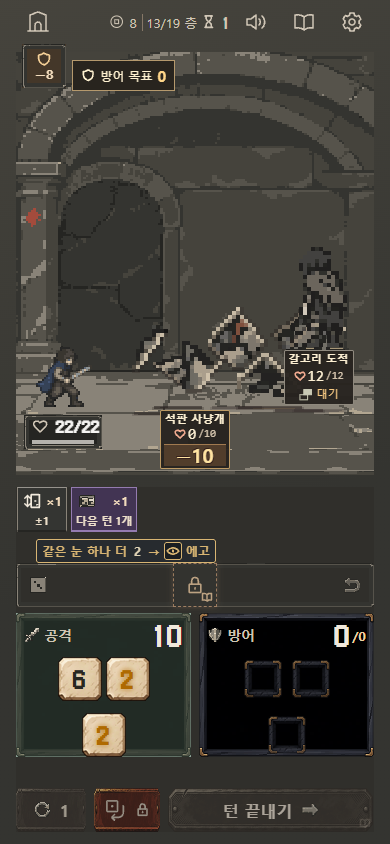 8 13/19 층 1
−8
방어 목표 0
갈고리 도적
12/12
대기
석판 사냥개
0/10
−10
22/22
×1
±1
×1
다음 턴 1개
같은 눈 하나 더 2 → 예고
공격 10
방어 0/0
6 2
2
1
턴 끝내기